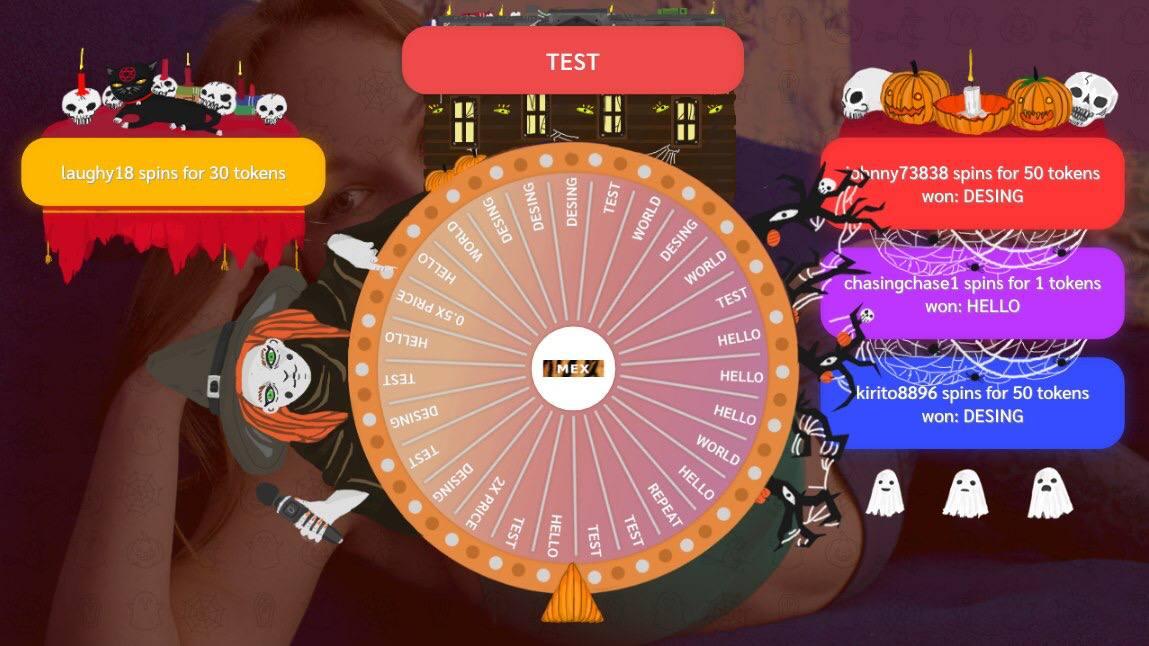 TEST
laughy18 spins for 30 tokens
johnny73838 spins for 50 tokens
won: DESING
chasingchase1 spins for 1 tokens
won: HELLO
kirito8896 spins for 50 tokens
won: DESING
DESING
TEST
WORLD
DESING
WORLD
TEST
HELLO
HELLO
HELLO
WORLD
HELLO
REPEAT
TEST
TEST
HELLO
TEST
2X PRICE
DESING
TEST
DESING
TEST
HELLO
0.5X PRICE
HELLO
WORLD
DESING
DESING
MEX